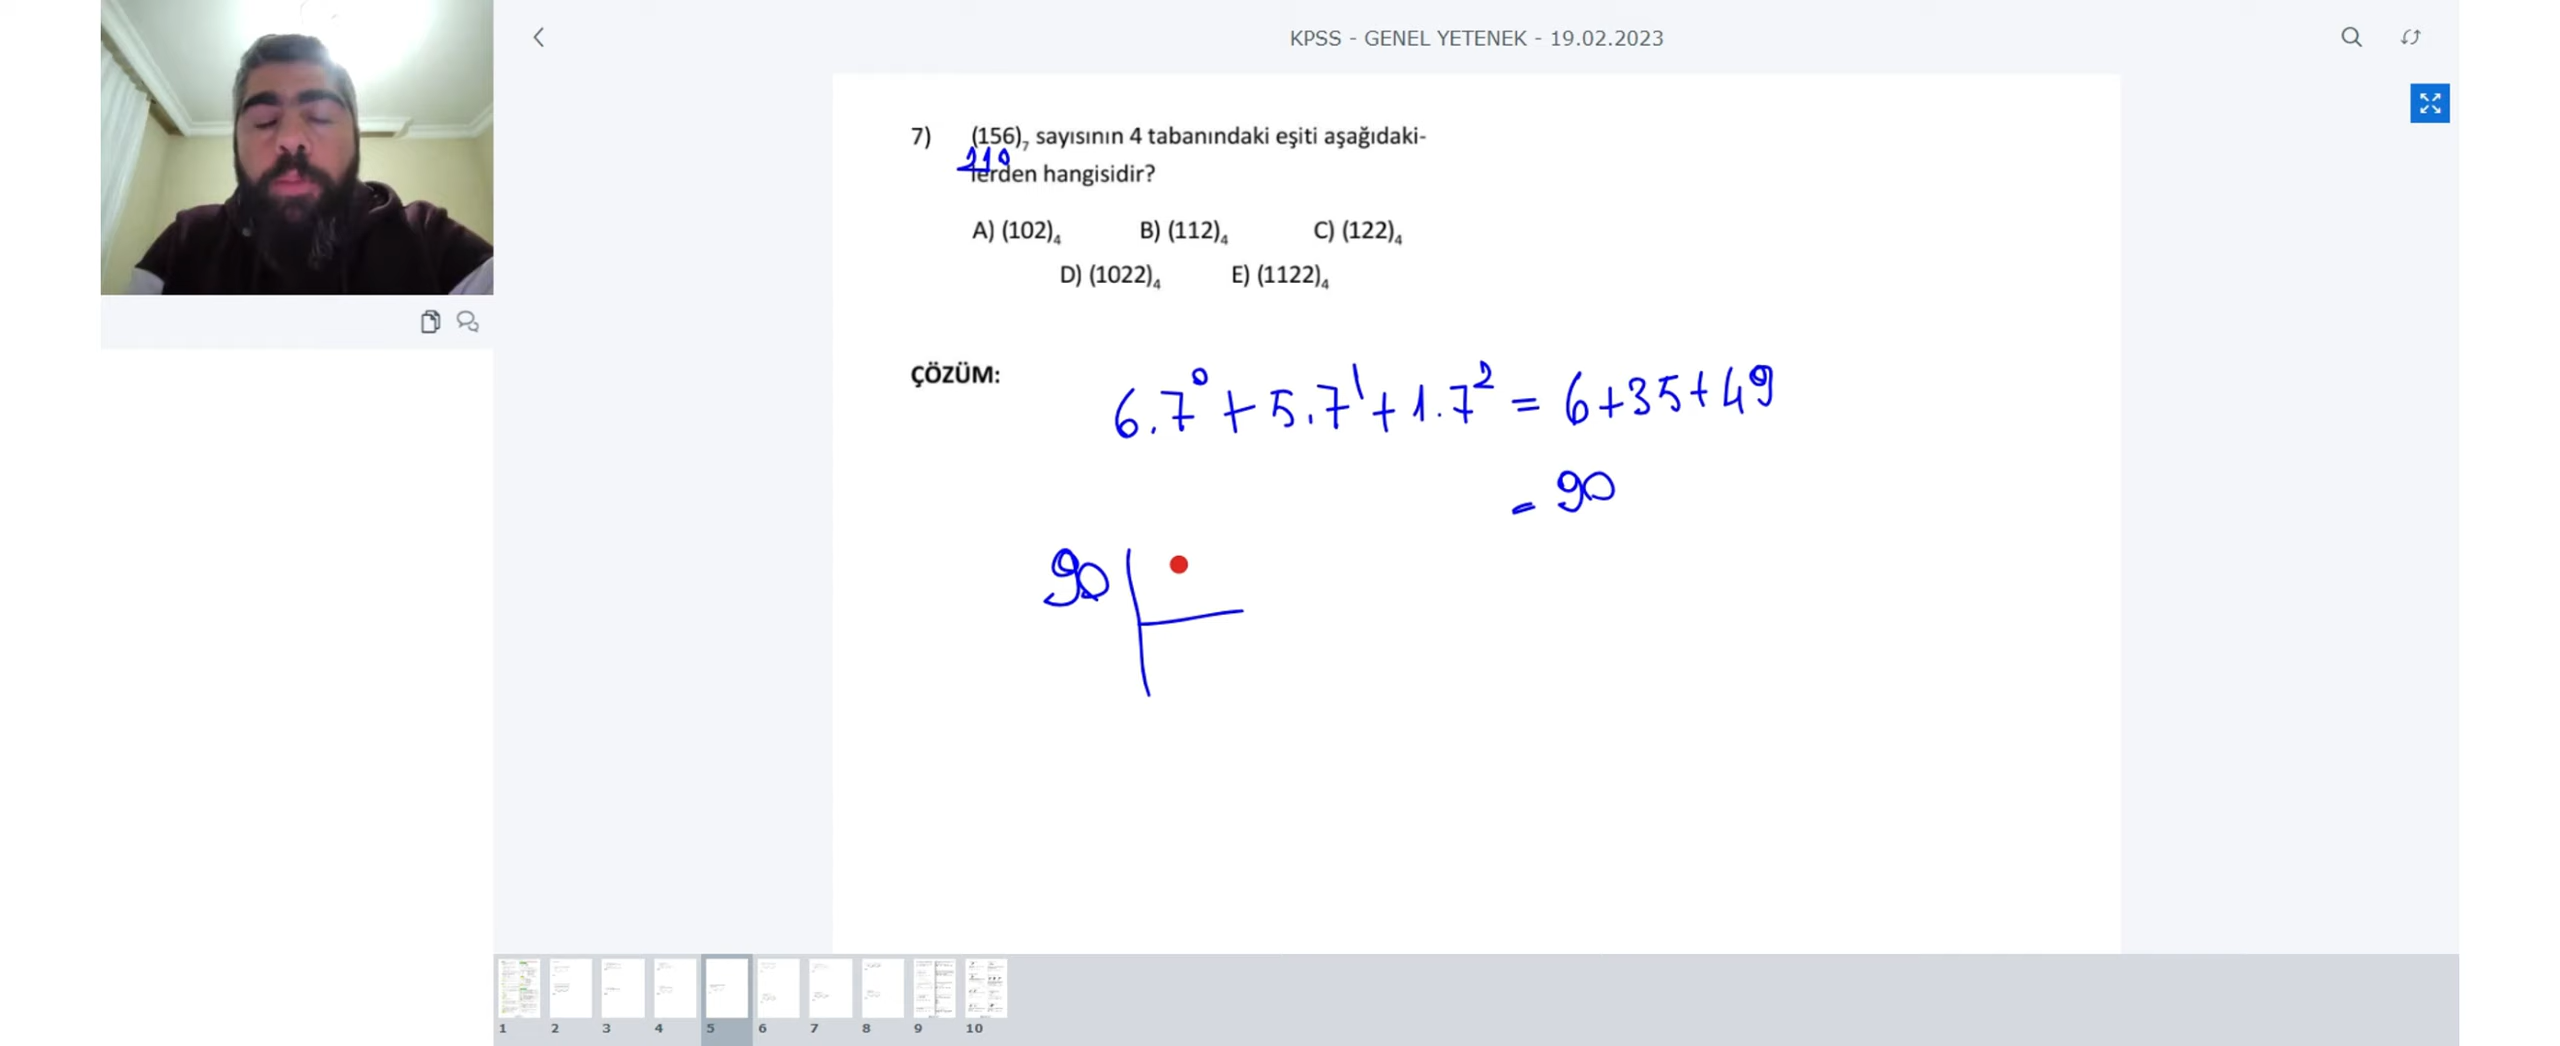 KPSS - GENEL YETENEK - 19.02.2023
7) (156)₇ sayısının 4 tabanındaki eşiti aşağıdaki-
210
lerden hangisidir?
A) (102)₄ B) (112)₄ C) (122)₄
D) (1022)₄ E) (1122)₄
ÇÖZÜM:
6.7⁰ + 5.7¹ + 1.7² = 6+35+49
= 90
90
1 2 3 4 5 6 7 8 9 10